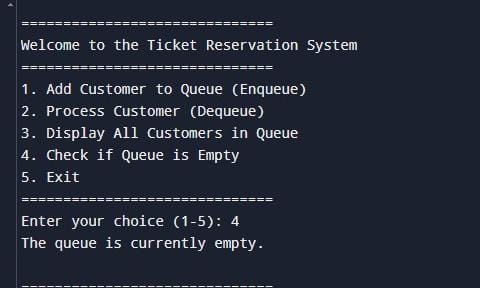 ==============================
Welcome to the Ticket Reservation System
==============================
1. Add Customer to Queue (Enqueue)
2. Process Customer (Dequeue)
3. Display All Customers in Queue
4. Check if Queue is Empty
5. Exit
==============================
Enter your choice (1-5): 4
The queue is currently empty.
==============================